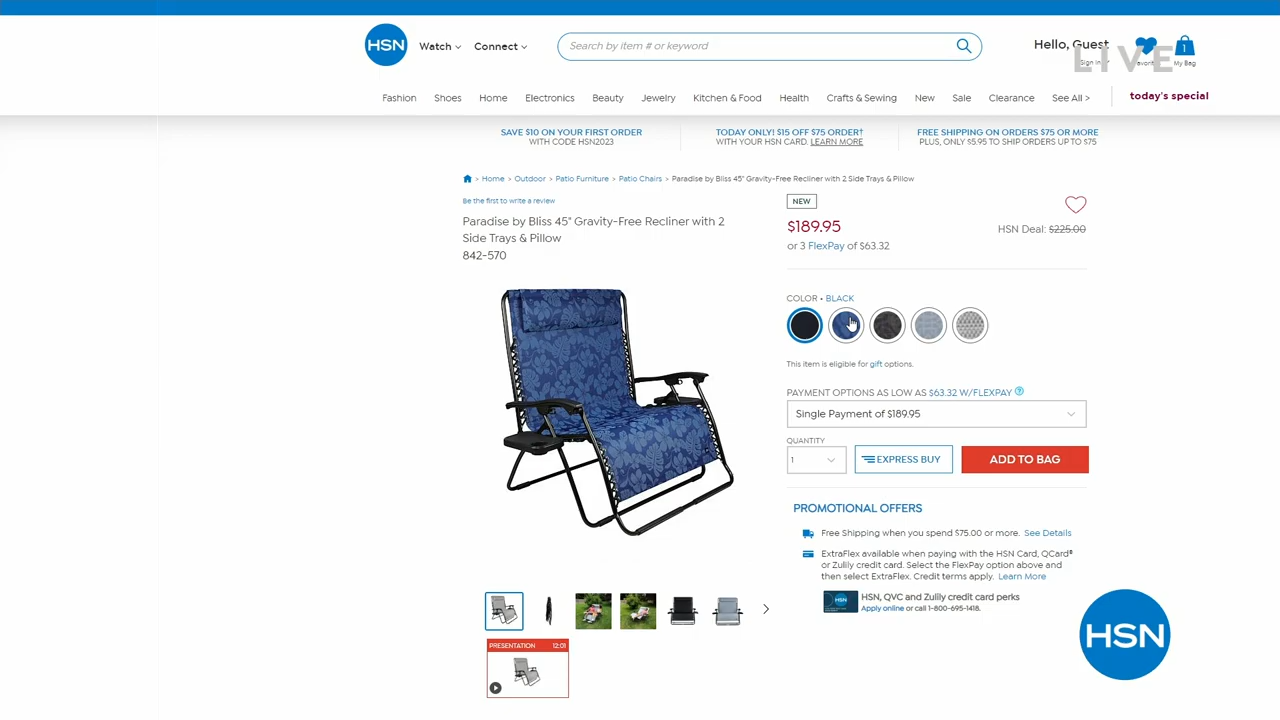 HSN
Watch
Connect
Search by item # or keyword
Hello, Guest
LIVE
Sign In
Favorites
1
My Bag
Fashion
Shoes
Home
Electronics
Beauty
Jewelry
Kitchen & Food
Health
Crafts & Sewing
New
Sale
Clearance
See All >
today's special
SAVE $10 ON YOUR FIRST ORDER
WITH CODE HSN2023
TODAY ONLY! $15 OFF $75 ORDER†
WITH YOUR HSN CARD. LEARN MORE
FREE SHIPPING ON ORDERS $75 OR MORE
PLUS, ONLY $5.95 TO SHIP ORDERS UP TO $75
> Home > Outdoor > Patio Furniture > Patio Chairs > Paradise by Bliss 45" Gravity-Free Recliner with 2 Side Trays & Pillow
Be the first to write a review
Paradise by Bliss 45" Gravity-Free Recliner with 2
Side Trays & Pillow
842-570
NEW
$189.95
HSN Deal: $225.00
or 3 FlexPay of $63.32
COLOR • BLACK
This item is eligible for gift options.
PAYMENT OPTIONS AS LOW AS $63.32 W/FLEXPAY ?
Single Payment of $189.95
QUANTITY
1
EXPRESS BUY
ADD TO BAG
PROMOTIONAL OFFERS
Free Shipping when you spend $75.00 or more. See Details
ExtraFlex available when paying with the HSN Card, QCard®
or Zulily credit card. Select the FlexPay option above and
then select ExtraFlex. Credit terms apply. Learn More
HSN
HSN, QVC and Zulily credit card perks
Apply online or call 1-800-695-1418.
PRESENTATION 12:01
HSN